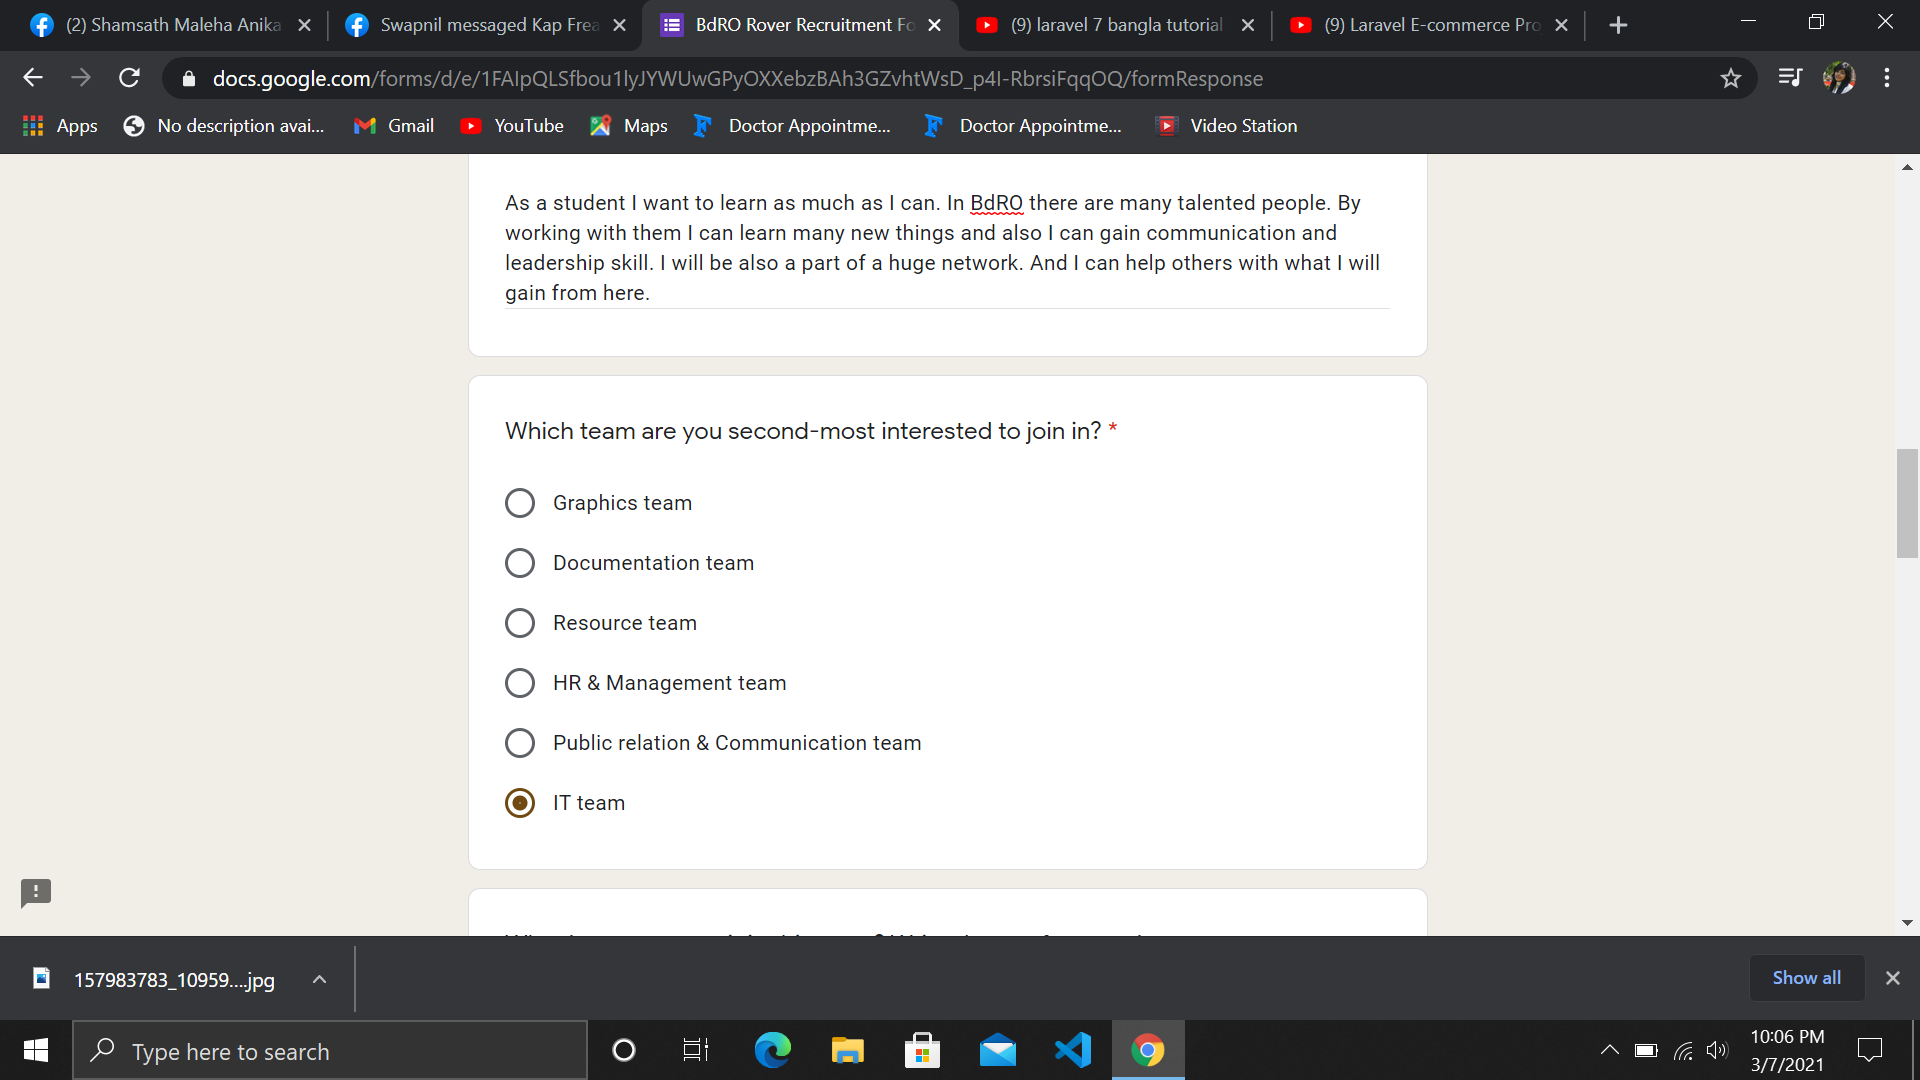 (2) Shamsath Maleha Anika
Swapnil messaged Kap Frea
BdRO Rover Recruitment Fo
(9) laravel 7 bangla tutorial
(9) Laravel E-commerce Pro
docs.google.com/forms/d/e/1FAIpQLSfbou1lyJYWUwGPyOXXebzBAh3GZvhtWsD_p4I-RbrsiFqqOQ/formResponse
Apps
No description avai...
Gmail
YouTube
Maps
Doctor Appointme...
Doctor Appointme...
Video Station
As a student I want to learn as much as I can. In BdRO there are many talented people. By
working with them I can learn many new things and also I can gain communication and
leadership skill. I will be also a part of a huge network. And I can help others with what I will
gain from here.
Which team are you second-most interested to join in? *
Graphics team
Documentation team
Resource team
HR & Management team
Public relation & Communication team
IT team
157983783_10959....jpg
Show all
Type here to search
10:06 PM
3/7/2021